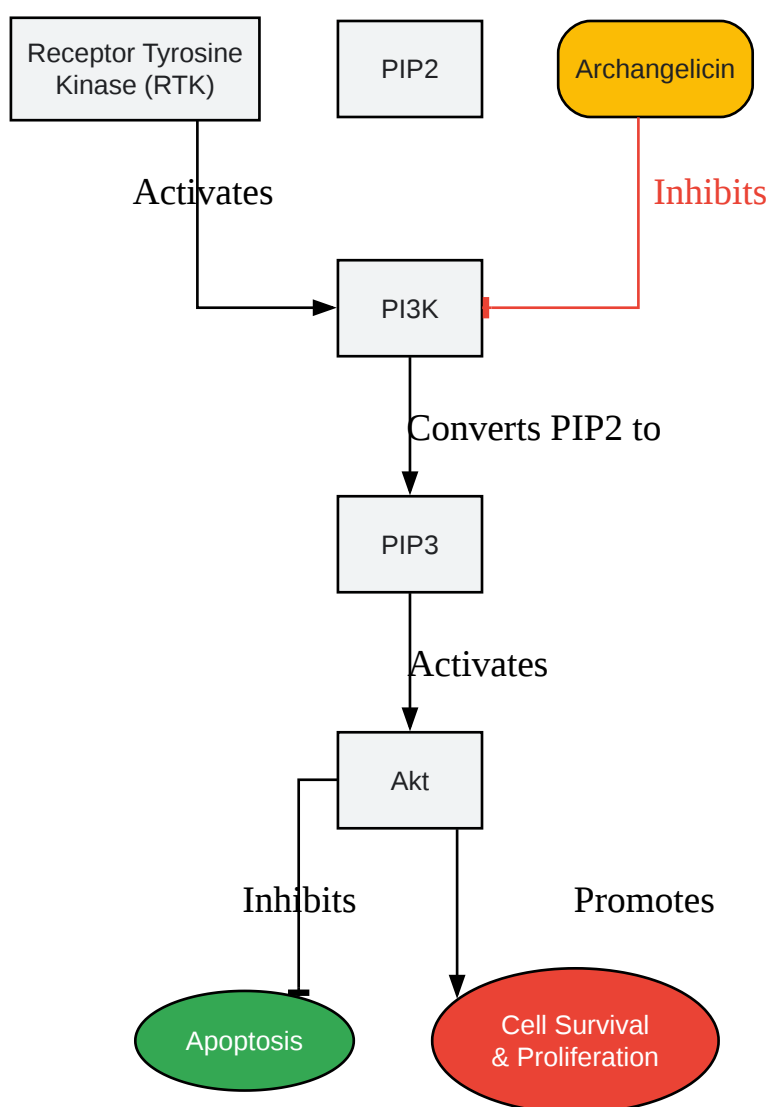 Receptor Tyrosine
Kinase (RTK)
PIP2
Archangelicin
Activates
Inhibits
PI3K
Converts PIP2 to
PIP3
Activates
Akt
Inhibits
Promotes
Apoptosis
Cell Survival
& Proliferation